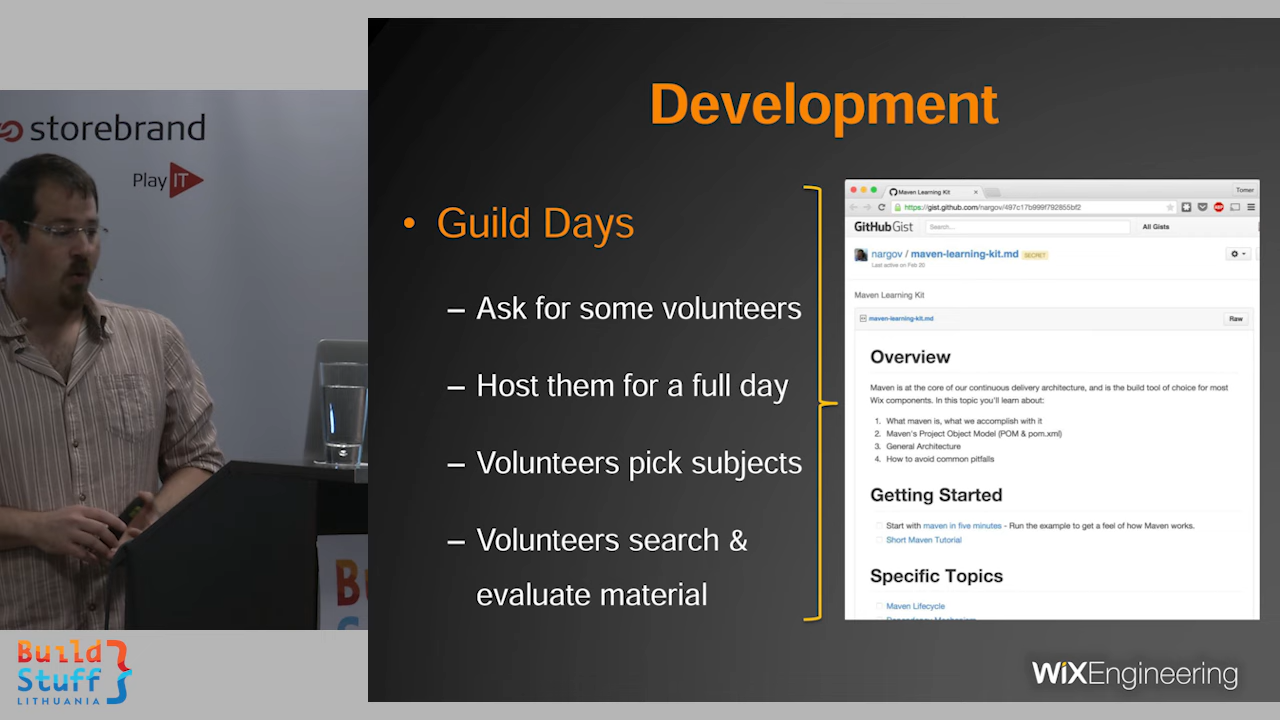 storebrand
Play IT
Bu
S
Build
Stuff
LITHUANIA
Development
• Guild Days
– Ask for some volunteers
– Host them for a full day
– Volunteers pick subjects
– Volunteers search &
evaluate material
Maven Learning Kit
Tomer
https://gist.github.com/nargov/497c17b999f792855bf2
GitHub Gist
Search...
All Gists
nargov / maven-learning-kit.md SECRET
Last active on Feb 20
Maven Learning Kit
maven-learning-kit.md
Raw
Overview
Maven is at the core of our continuous delivery architecture, and is the build tool of choice for most
Wix components. In this topic you'll learn about:
1. What maven is, what we accomplish with it
2. Maven's Project Object Model (POM & pom.xml)
3. General Architecture
4. How to avoid common pitfalls
Getting Started
Start with maven in five minutes - Run the example to get a feel of how Maven works.
Short Maven Tutorial
Specific Topics
Maven Lifecycle
Dependency Mechanism
WiXEngineering